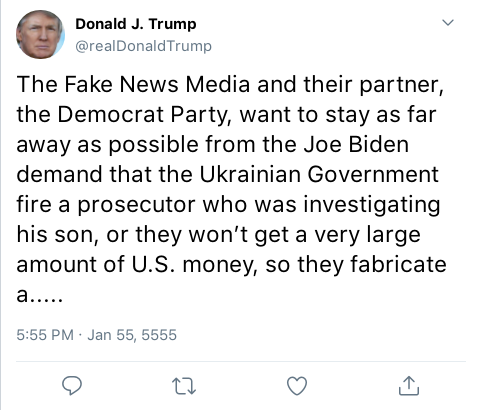 Donald J. Trump
@realDonaldTrump
The Fake News Media and their partner,
the Democrat Party, want to stay as far
away as possible from the Joe Biden
demand that the Ukrainian Government
fire a prosecutor who was investigating
his son, or they won’t get a very large
amount of U.S. money, so they fabricate
a.....
5:55 PM · Jan 55, 5555